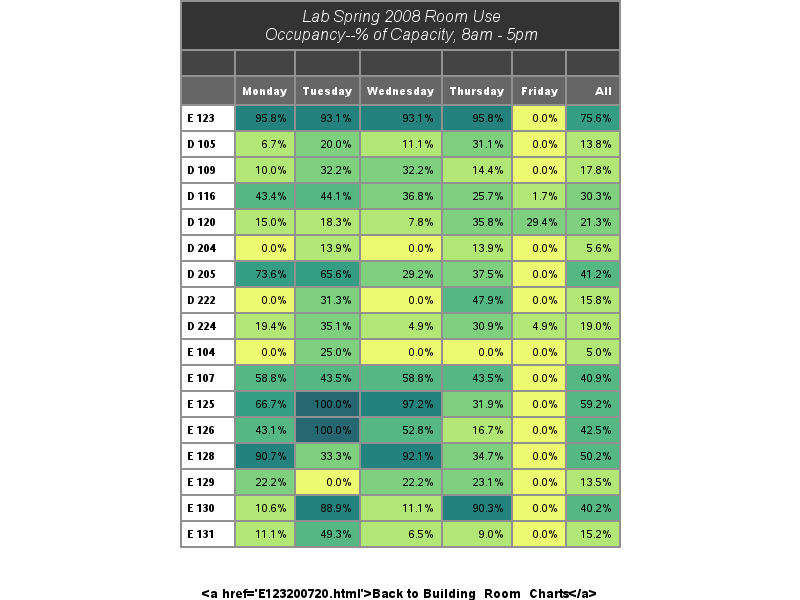 Lab Spring 2008 Room Use
Occupancy--% of Capacity, 8am - 5pm
Monday Tuesday Wednesday Thursday Friday All
E 123 95.8% 93.1% 93.1% 95.8% 0.0% 75.6%
D 105 6.7% 20.0% 11.1% 31.1% 0.0% 13.8%
D 109 10.0% 32.2% 32.2% 14.4% 0.0% 17.8%
D 116 43.4% 44.1% 36.8% 25.7% 1.7% 30.3%
D 120 15.0% 18.3% 7.8% 35.8% 29.4% 21.3%
D 204 0.0% 13.9% 0.0% 13.9% 0.0% 5.6%
D 205 73.6% 65.6% 29.2% 37.5% 0.0% 41.2%
D 222 0.0% 31.3% 0.0% 47.9% 0.0% 15.8%
D 224 19.4% 35.1% 4.9% 30.9% 4.9% 19.0%
E 104 0.0% 25.0% 0.0% 0.0% 0.0% 5.0%
E 107 58.8% 43.5% 58.8% 43.5% 0.0% 40.9%
E 125 66.7% 100.0% 97.2% 31.9% 0.0% 59.2%
E 126 43.1% 100.0% 52.8% 16.7% 0.0% 42.5%
E 128 90.7% 33.3% 92.1% 34.7% 0.0% 50.2%
E 129 22.2% 0.0% 22.2% 23.1% 0.0% 13.5%
E 130 10.6% 88.9% 11.1% 90.3% 0.0% 40.2%
E 131 11.1% 49.3% 6.5% 9.0% 0.0% 15.2%
<a href='E123200720.html'>Back to Building_Room_Charts</a>